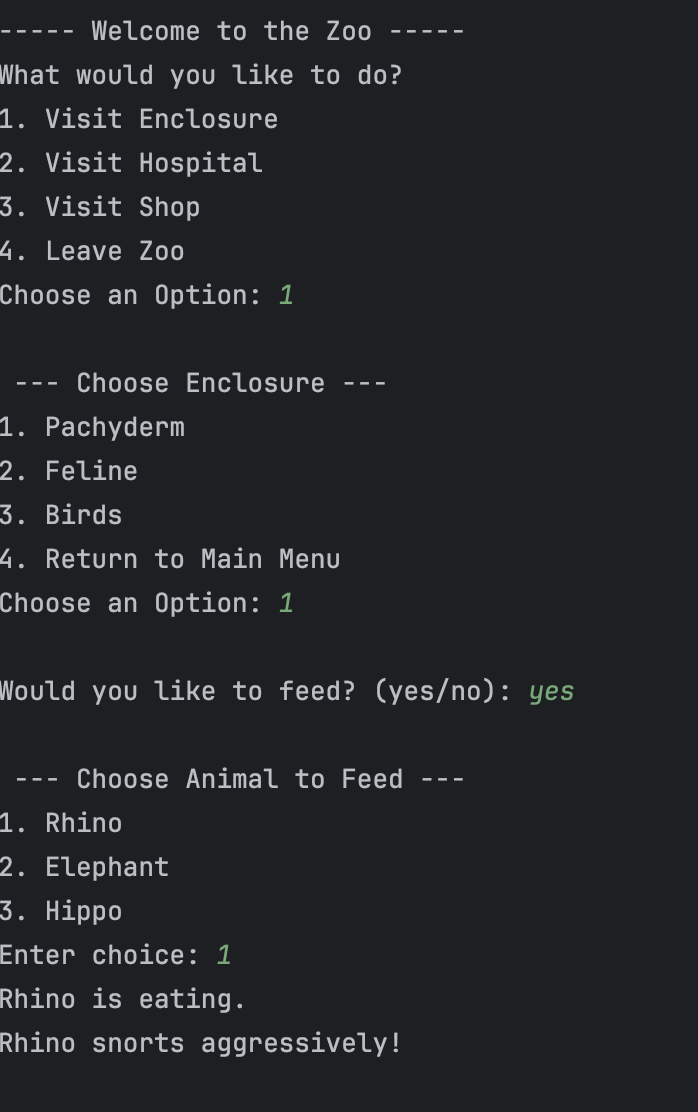 ----- Welcome to the Zoo -----
What would you like to do?
1. Visit Enclosure
2. Visit Hospital
3. Visit Shop
4. Leave Zoo
Choose an Option: 1
--- Choose Enclosure ---
1. Pachyderm
2. Feline
3. Birds
4. Return to Main Menu
Choose an Option: 1
Would you like to feed? (yes/no): yes
--- Choose Animal to Feed ---
1. Rhino
2. Elephant
3. Hippo
Enter choice: 1
Rhino is eating.
Rhino snorts aggressively!